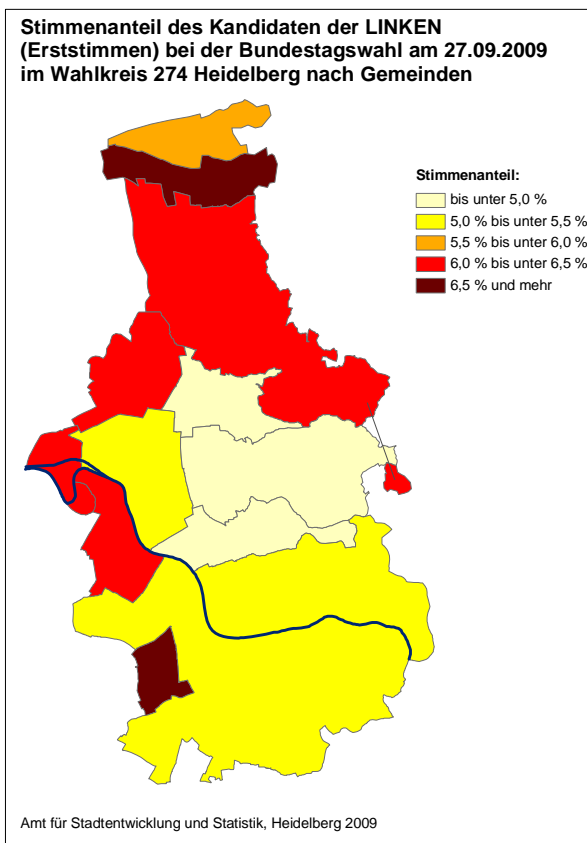 Stimmenanteil des Kandidaten der LINKEN
(Erststimmen) bei der Bundestagswahl am 27.09.2009
im Wahlkreis 274 Heidelberg nach Gemeinden
Stimmenanteil:
bis unter 5,0 %
5,0 % bis unter 5,5 %
5,5 % bis unter 6,0 %
6,0 % bis unter 6,5 %
6,5 % und mehr
Amt für Stadtentwicklung und Statistik, Heidelberg 2009